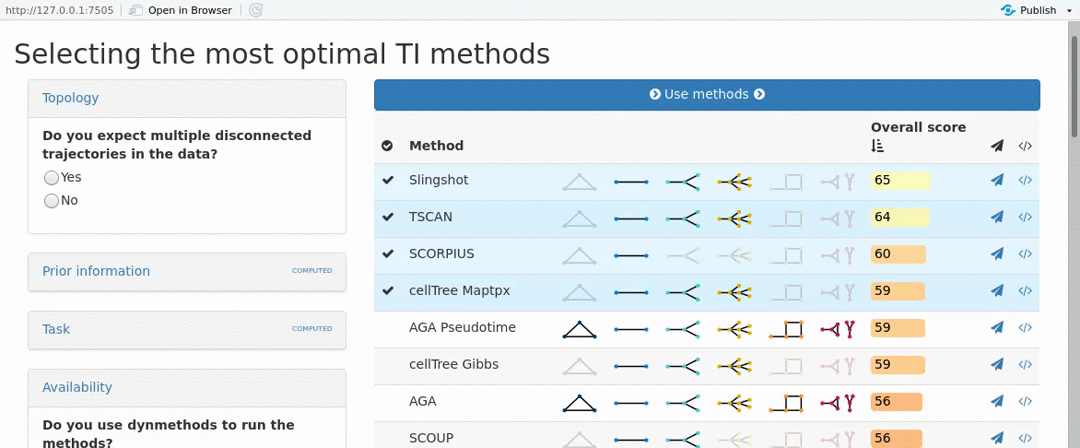 http://127.0.0.1:7505
Open in Browser
Publish
Selecting the most optimal TI methods
Topology
Do you expect multiple disconnected
trajectories in the data?
Yes
No
Prior information
COMPUTED
Task
COMPUTED
Availability
Do you use dynmethods to run the
methods?
Use methods
Method
Overall score
</>
Slingshot
65
</>
TSCAN
64
</>
SCORPIUS
60
</>
cellTree Maptpx
59
</>
AGA Pseudotime
59
</>
cellTree Gibbs
59
</>
AGA
56
</>
SCOUP
56
</>